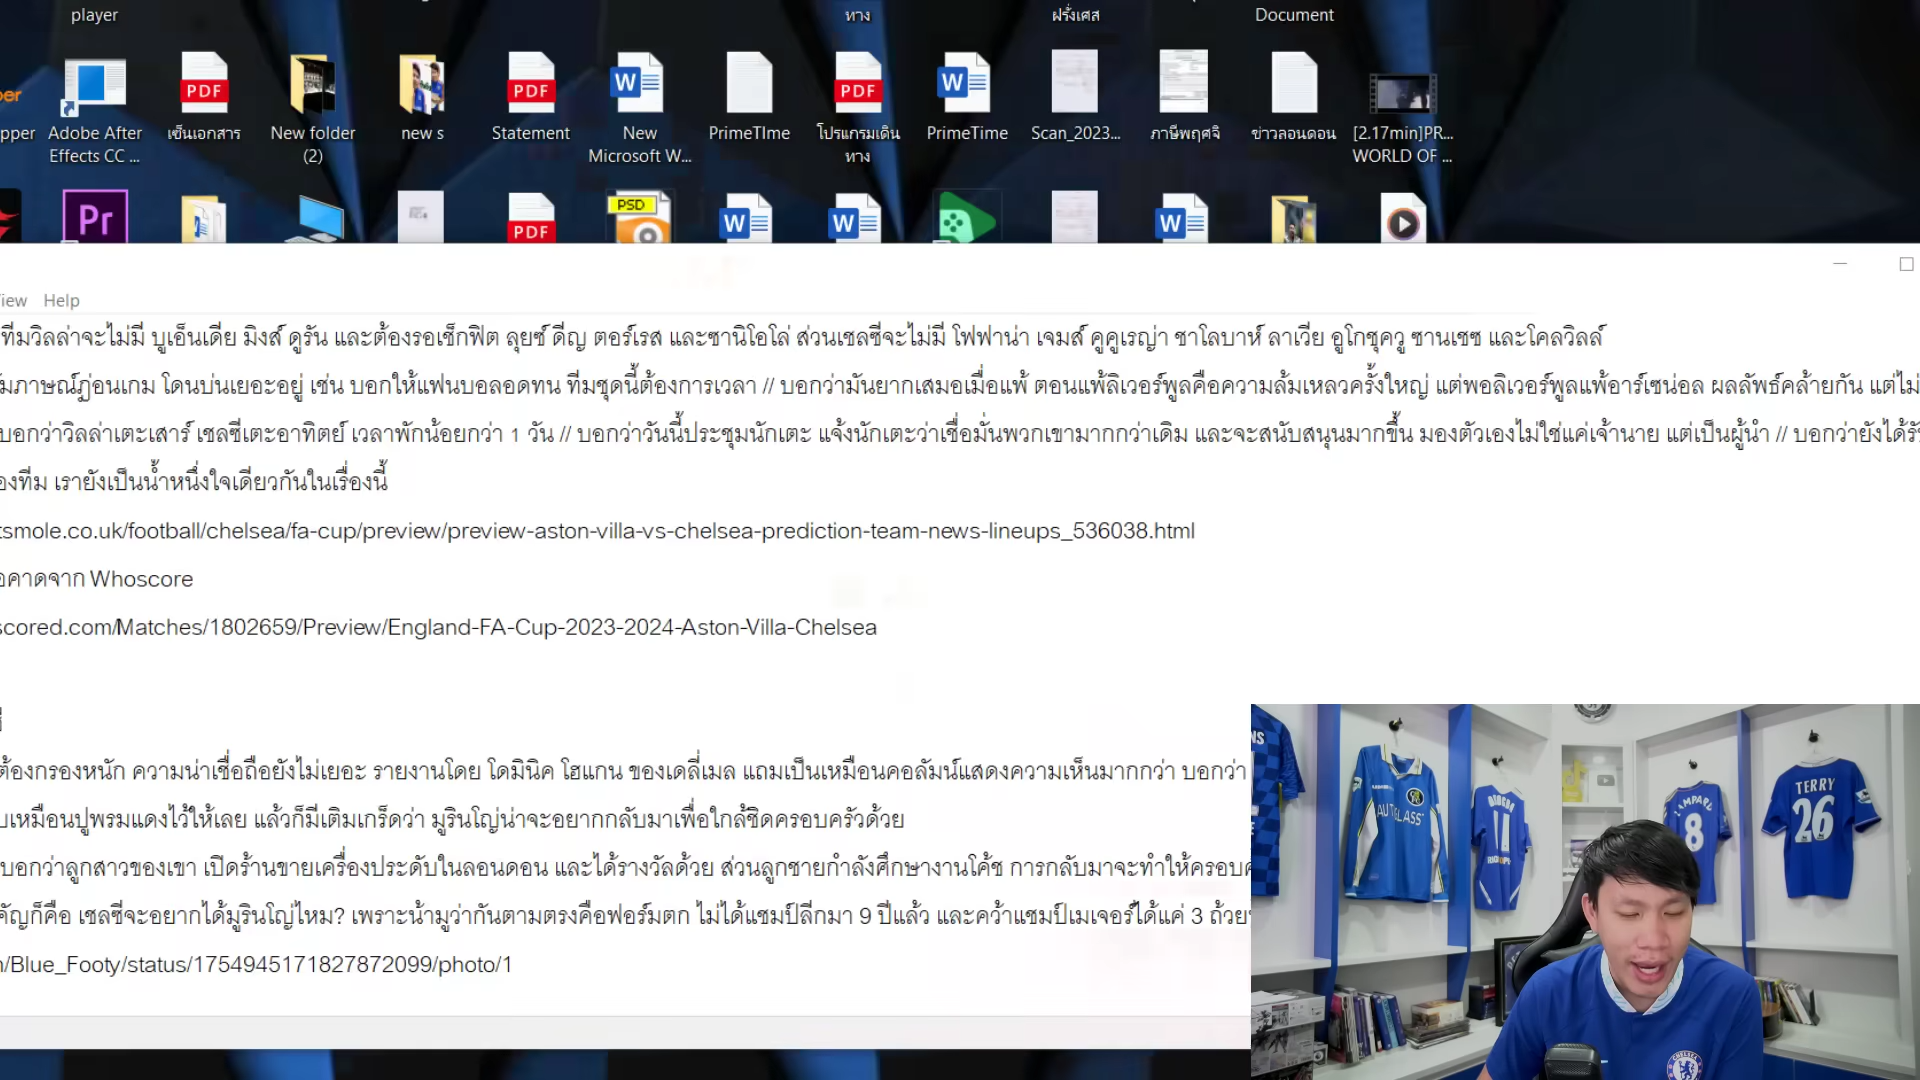 player
ทาง
ฝรั่งเศส
Document
PDF
PDF
W
PDF
W
pper
Adobe After Effects CC ...
เซ็นเอกสาร
New folder (2)
new s
Statement
New Microsoft W...
PrimeTIme
โปรแกรมเดินทาง
PrimeTime
Scan_2023...
ภาษีพฤศจิ
ข่าวลอนดอน
[2.17min]PR... WORLD OF ...
Pr
PDF
PSD
W
W
W
Help
ทีมวิลล่าจะไม่มี บูเอ็นเดีย มิงส์ ดูรัน และต้องรอเช็กฟิต ลุยซ์ ดีญ ตอร์เรส และซานิโอโล่ ส่วนเชลซีจะไม่มี โฟฟาน่า เจมส์ คูคูเรญ่า ชาโลบาห์ ลาเวีย อูโกชุควู ซานเชซ และโคลวิลล์
ัมภาษณ์ก่อนเกม โดนบ่นเยอะอยู่ เช่น บอกให้แฟนบอลอดทน ทีมชุดนี้ต้องการเวลา // บอกว่ามันยากเสมอเมื่อแพ้ ตอนแพ้ลิเวอร์พูลคือความล้มเหลวครั้งใหญ่ แต่พอลิเวอร์พูลแพ้อาร์เซน่อล ผลลัพธ์คล้ายกัน แต่ไม่
บอกว่าวิลล่าเตะเสาร์ เชลซีเตะอาทิตย์ เวลาพักน้อยกว่า 1 วัน // บอกว่าวันนี้ประชุมนักเตะ แจ้งนักเตะว่าเชื่อมั่นพวกเขามากกว่าเดิม และจะสนับสนุนมากขึ้น มองตัวเองไม่ใช่แค่เจ้านาย แต่เป็นผู้นำ // บอกว่ายังได้รั
องทีม เรายังเป็นน้ำหนึ่งใจเดียวกันในเรื่องนี้
tsmole.co.uk/football/chelsea/fa-cup/preview/preview-aston-villa-vs-chelsea-prediction-team-news-lineups_536038.html
อคาดจาก Whoscore
scored.com/Matches/1802659/Preview/England-FA-Cup-2023-2024-Aston-Villa-Chelsea
ต้องกรองหนัก ความน่าเชื่อถือยังไม่เยอะ รายงานโดย โดมินิค โฮแกน ของเดลี่เมล แถมเป็นเหมือนคอลัมน์แสดงความเห็นมากกว่า บอกว่า
บเหมือนปูพรมแดงไว้ให้เลย แล้วก็มีเติมเกร็ดว่า มูรินโญ่น่าจะอยากกลับมาเพื่อใกล้ชิดครอบครัวด้วย
บอกว่าลูกสาวของเขา เปิดร้านขายเครื่องประดับในลอนดอน และได้รางวัลด้วย ส่วนลูกชายกำลังศึกษางานโค้ช การกลับมาจะทำให้ครอบค
คัญก็คือ เชลซีจะอยากได้มูรินโญ่ไหม? เพราะน้ามูว่ากันตามตรงคือฟอร์มตก ไม่ได้แชมป์ลีกมา 9 ปีแล้ว และคว้าแชมป์เมเจอร์ได้แค่ 3 ถ้วย
/Blue_Footy/status/1754945171827872099/photo/1
AUTOGLASS
DROGBA
11
LAMPARD
8
TERRY
26
CHELSEA